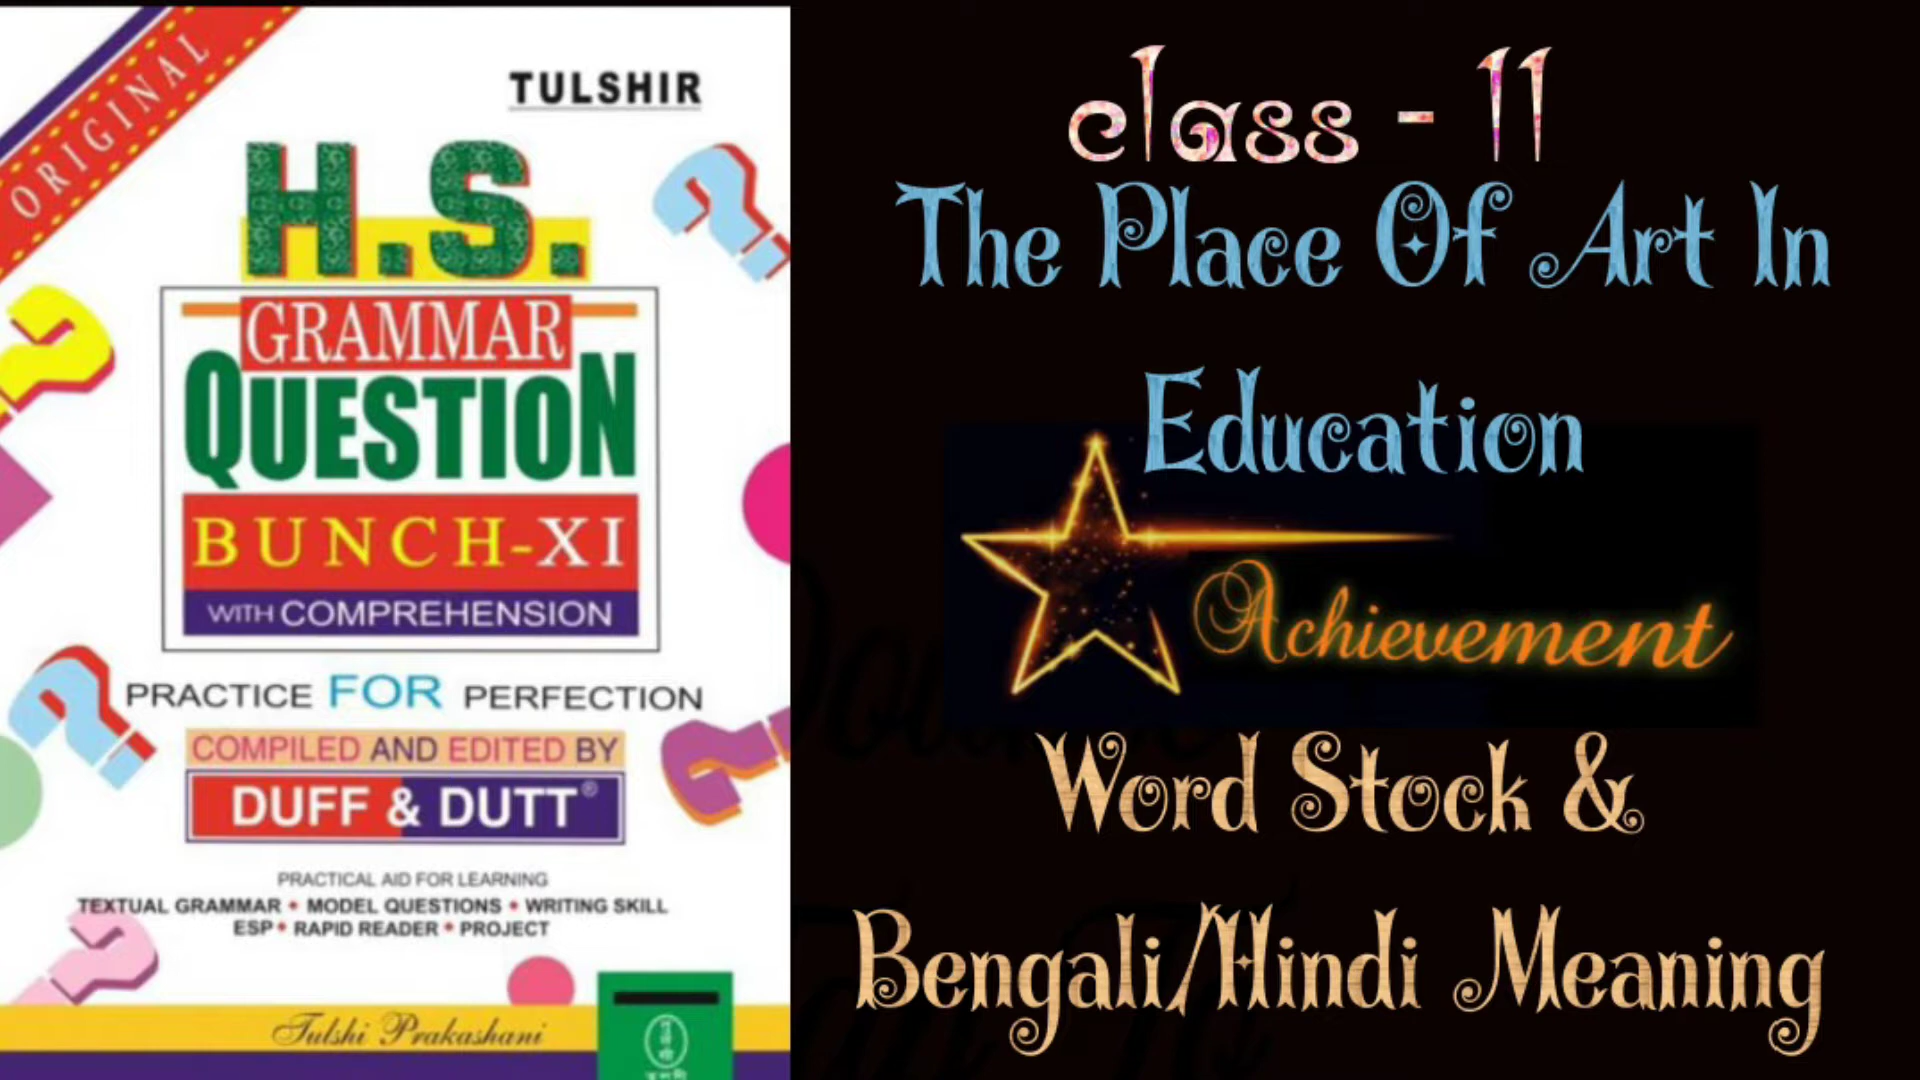 ORIGINAL
TULSHIR
H.S.
GRAMMAR
QUESTION
BUNCH-XI
WITH COMPREHENSION
PRACTICE FOR PERFECTION
COMPILED AND EDITED BY
DUFF & DUTT®
PRACTICAL AID FOR LEARNING
TEXTUAL GRAMMAR • MODEL QUESTIONS • WRITING SKILL
ESP • RAPID READER • PROJECT
Tulshi Prakashani
class - 11
The Place Of Art In
Education
Achievement
Word Stock &
Bengali/Hindi Meaning